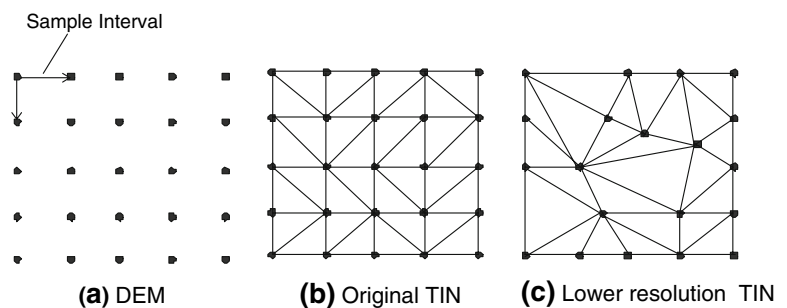 Sample Interval
(a) DEM
(b) Original TIN
(c) Lower resolution TIN